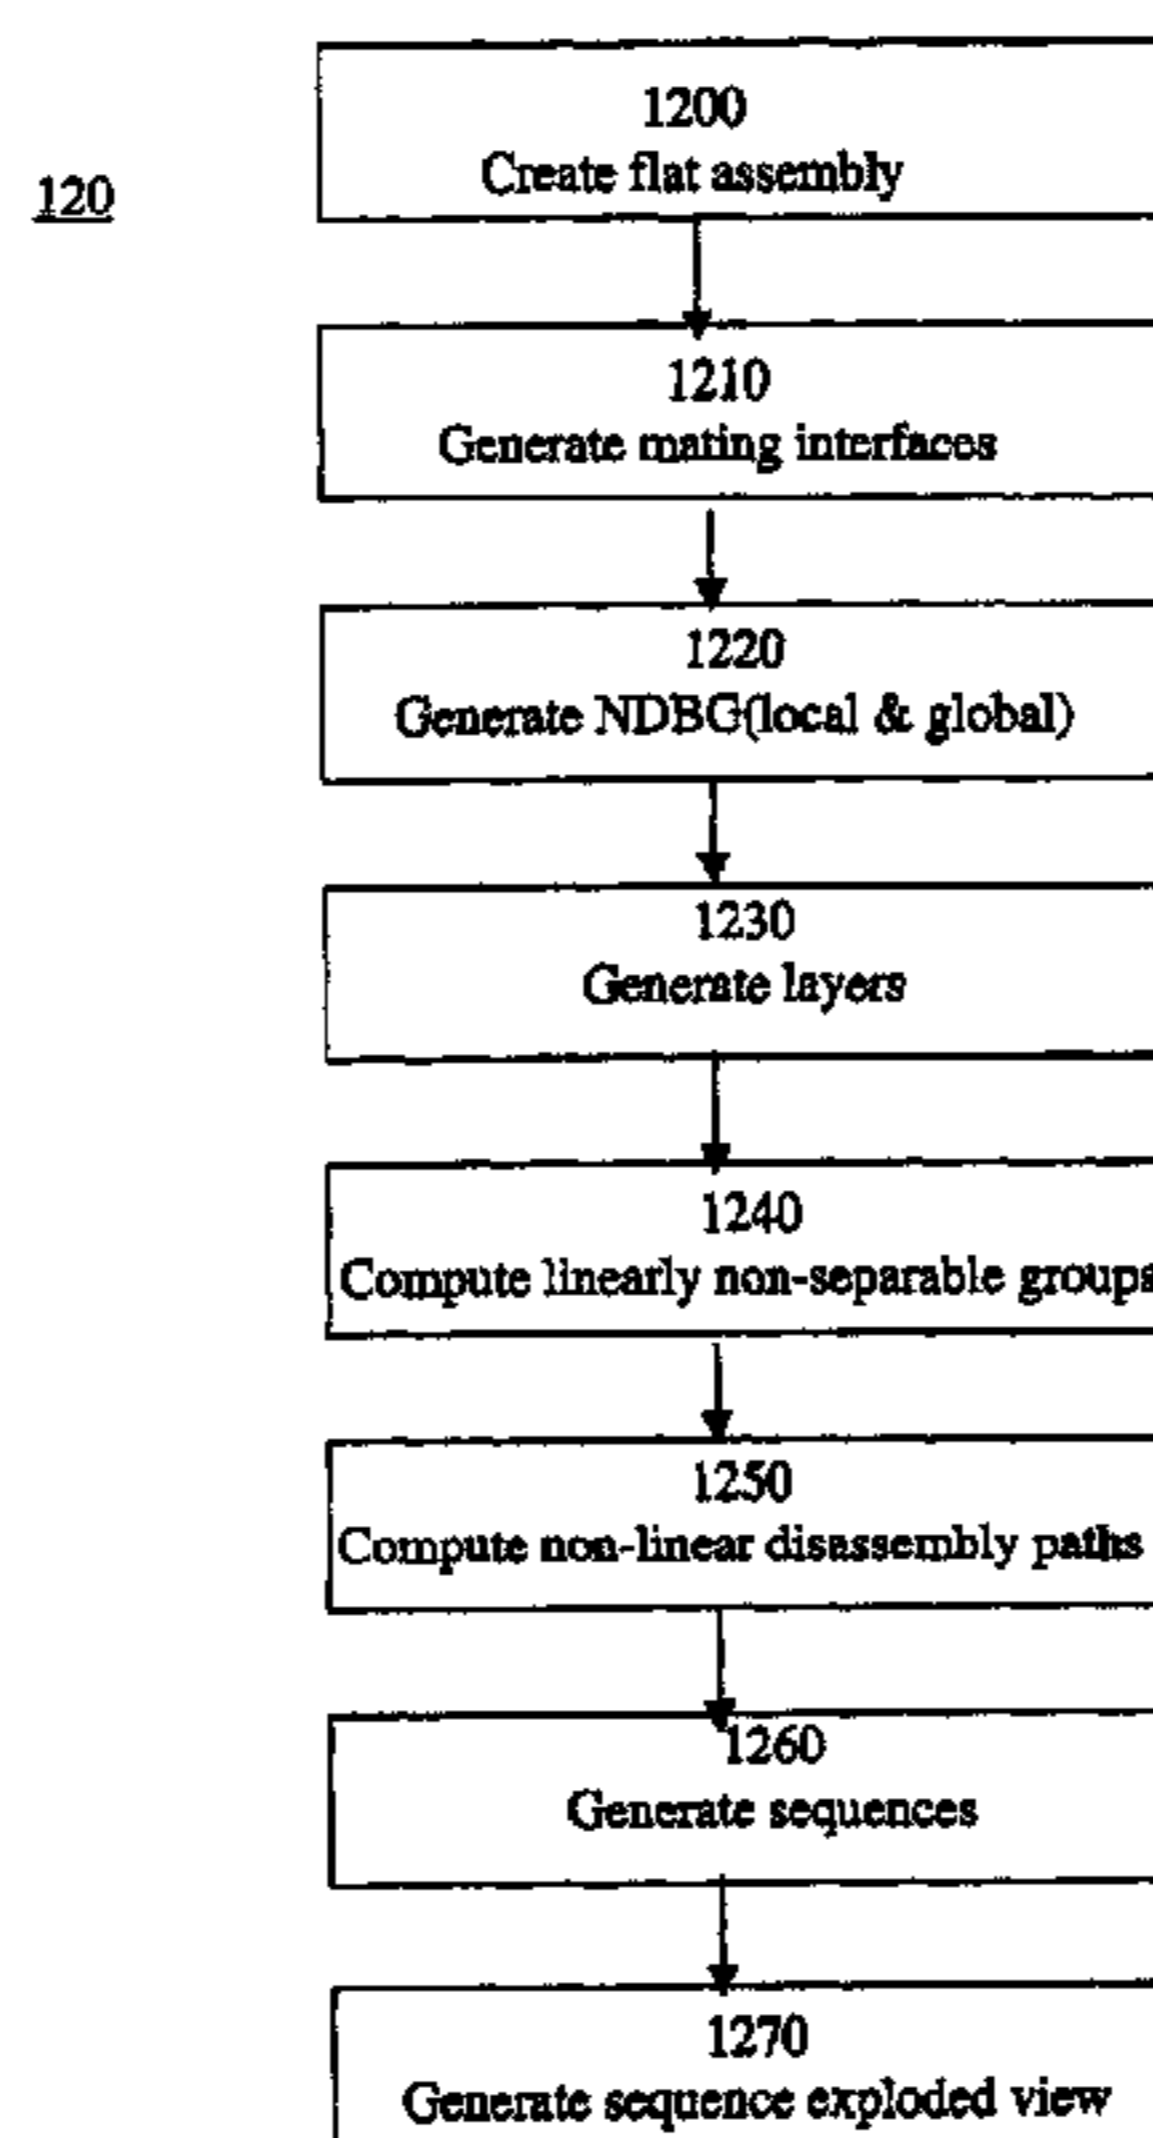 120
1200
Create flat assembly
1210
Generate mating interfaces
1220
Generate NDBG(local & global)
1230
Generate layers
1240
Compute linearly non-separable groups
1250
Compute non-linear disassembly paths
1260
Generate sequences
1270
Generate sequence exploded view